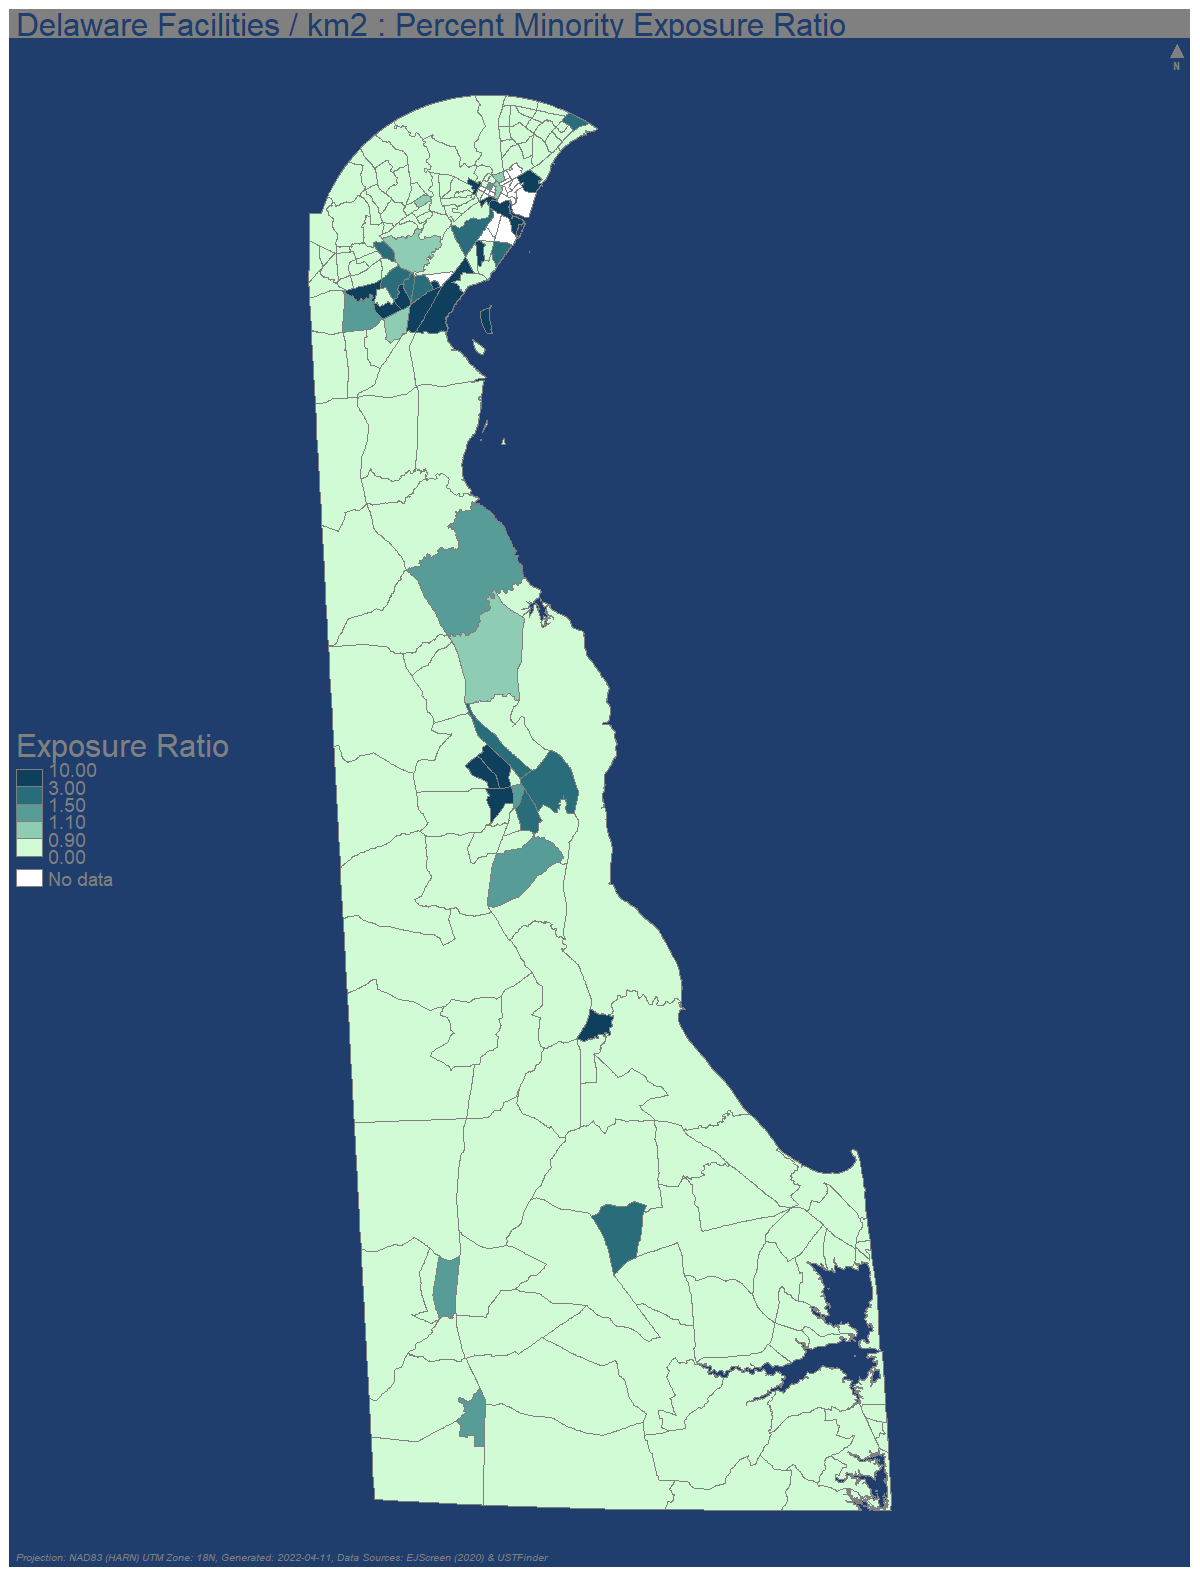 Delaware Facilities / km2 : Percent Minority Exposure Ratio
N
Exposure Ratio
10.00
3.00
1.50
1.10
0.90
0.00
No data
Projection: NAD83 (HARN) UTM Zone: 18N, Generated: 2022-04-11, Data Sources: EJScreen (2020) & USTFinder